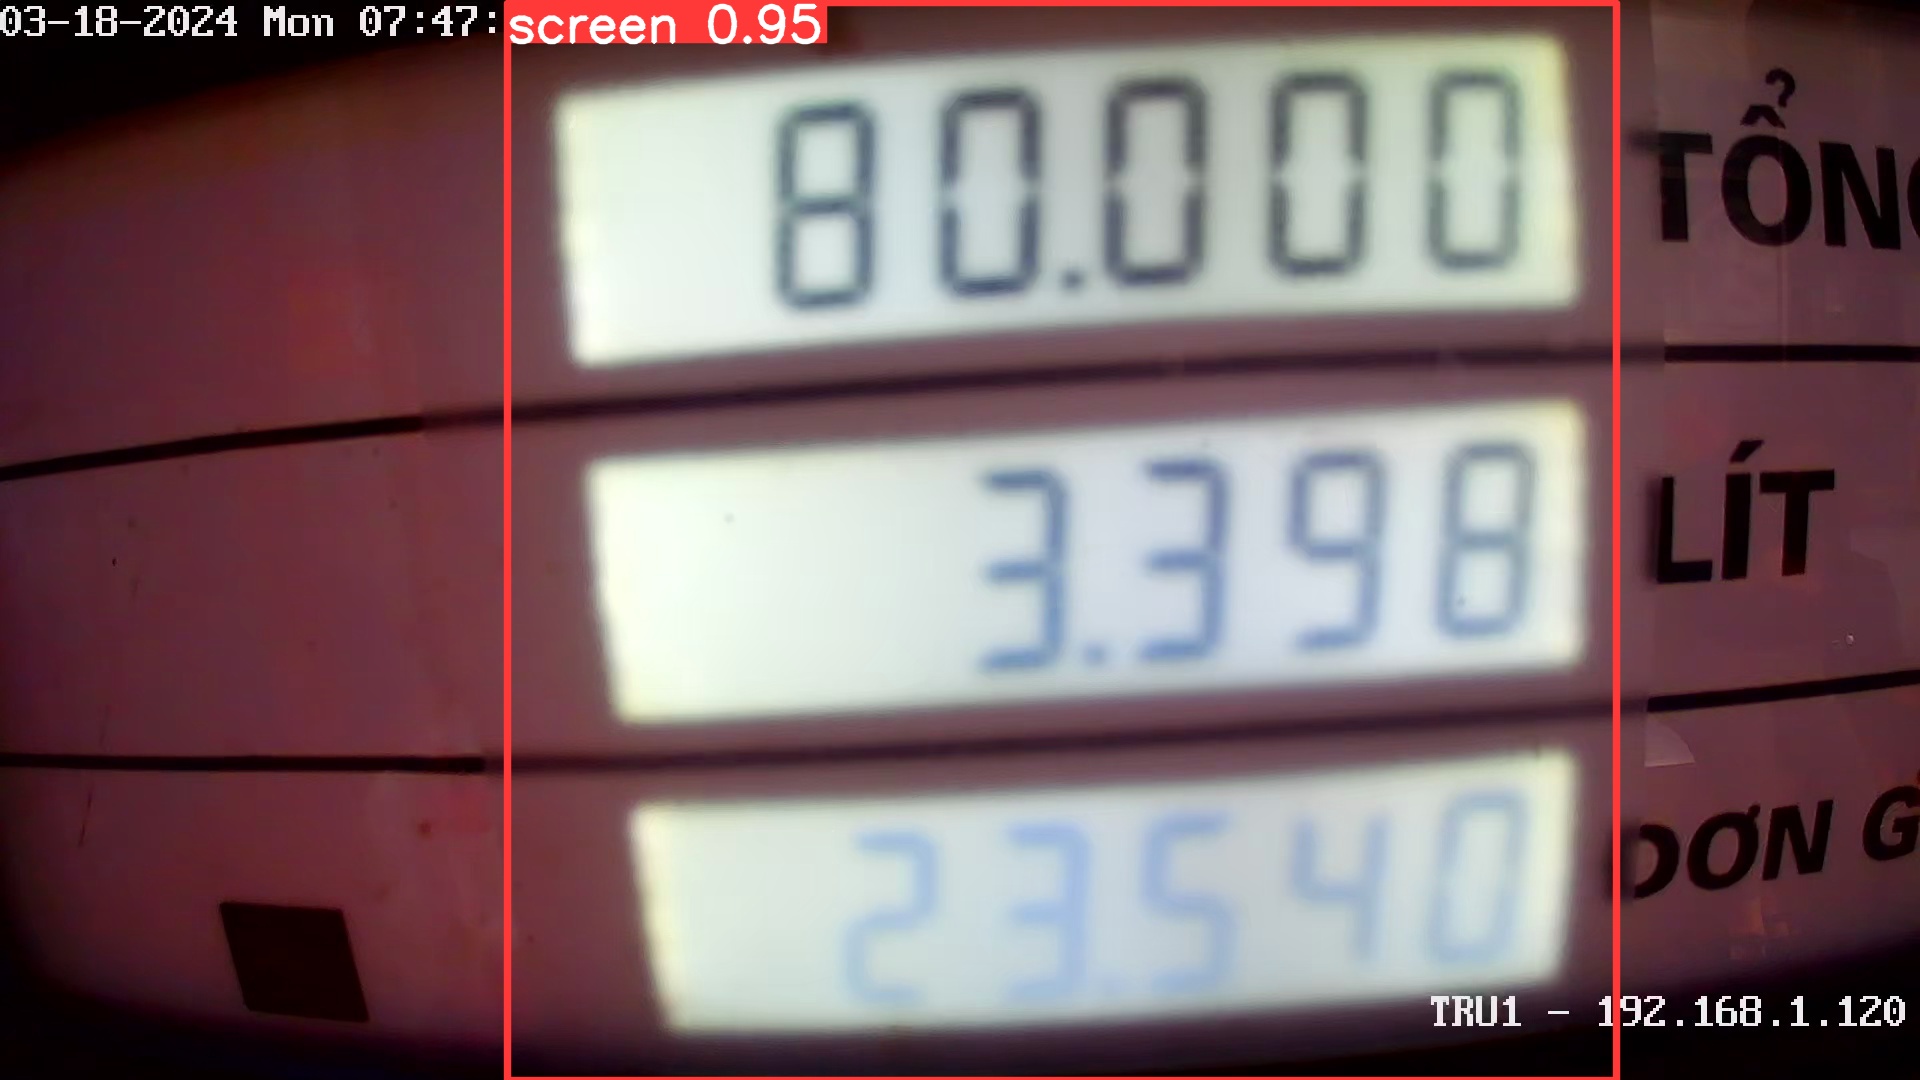 03-18-2024 Mon 07:47:
screen 0.95
80.000
TỔNG
3.398
LÍT
23.540
ĐƠN G
TRU1 - 192.168.1.120